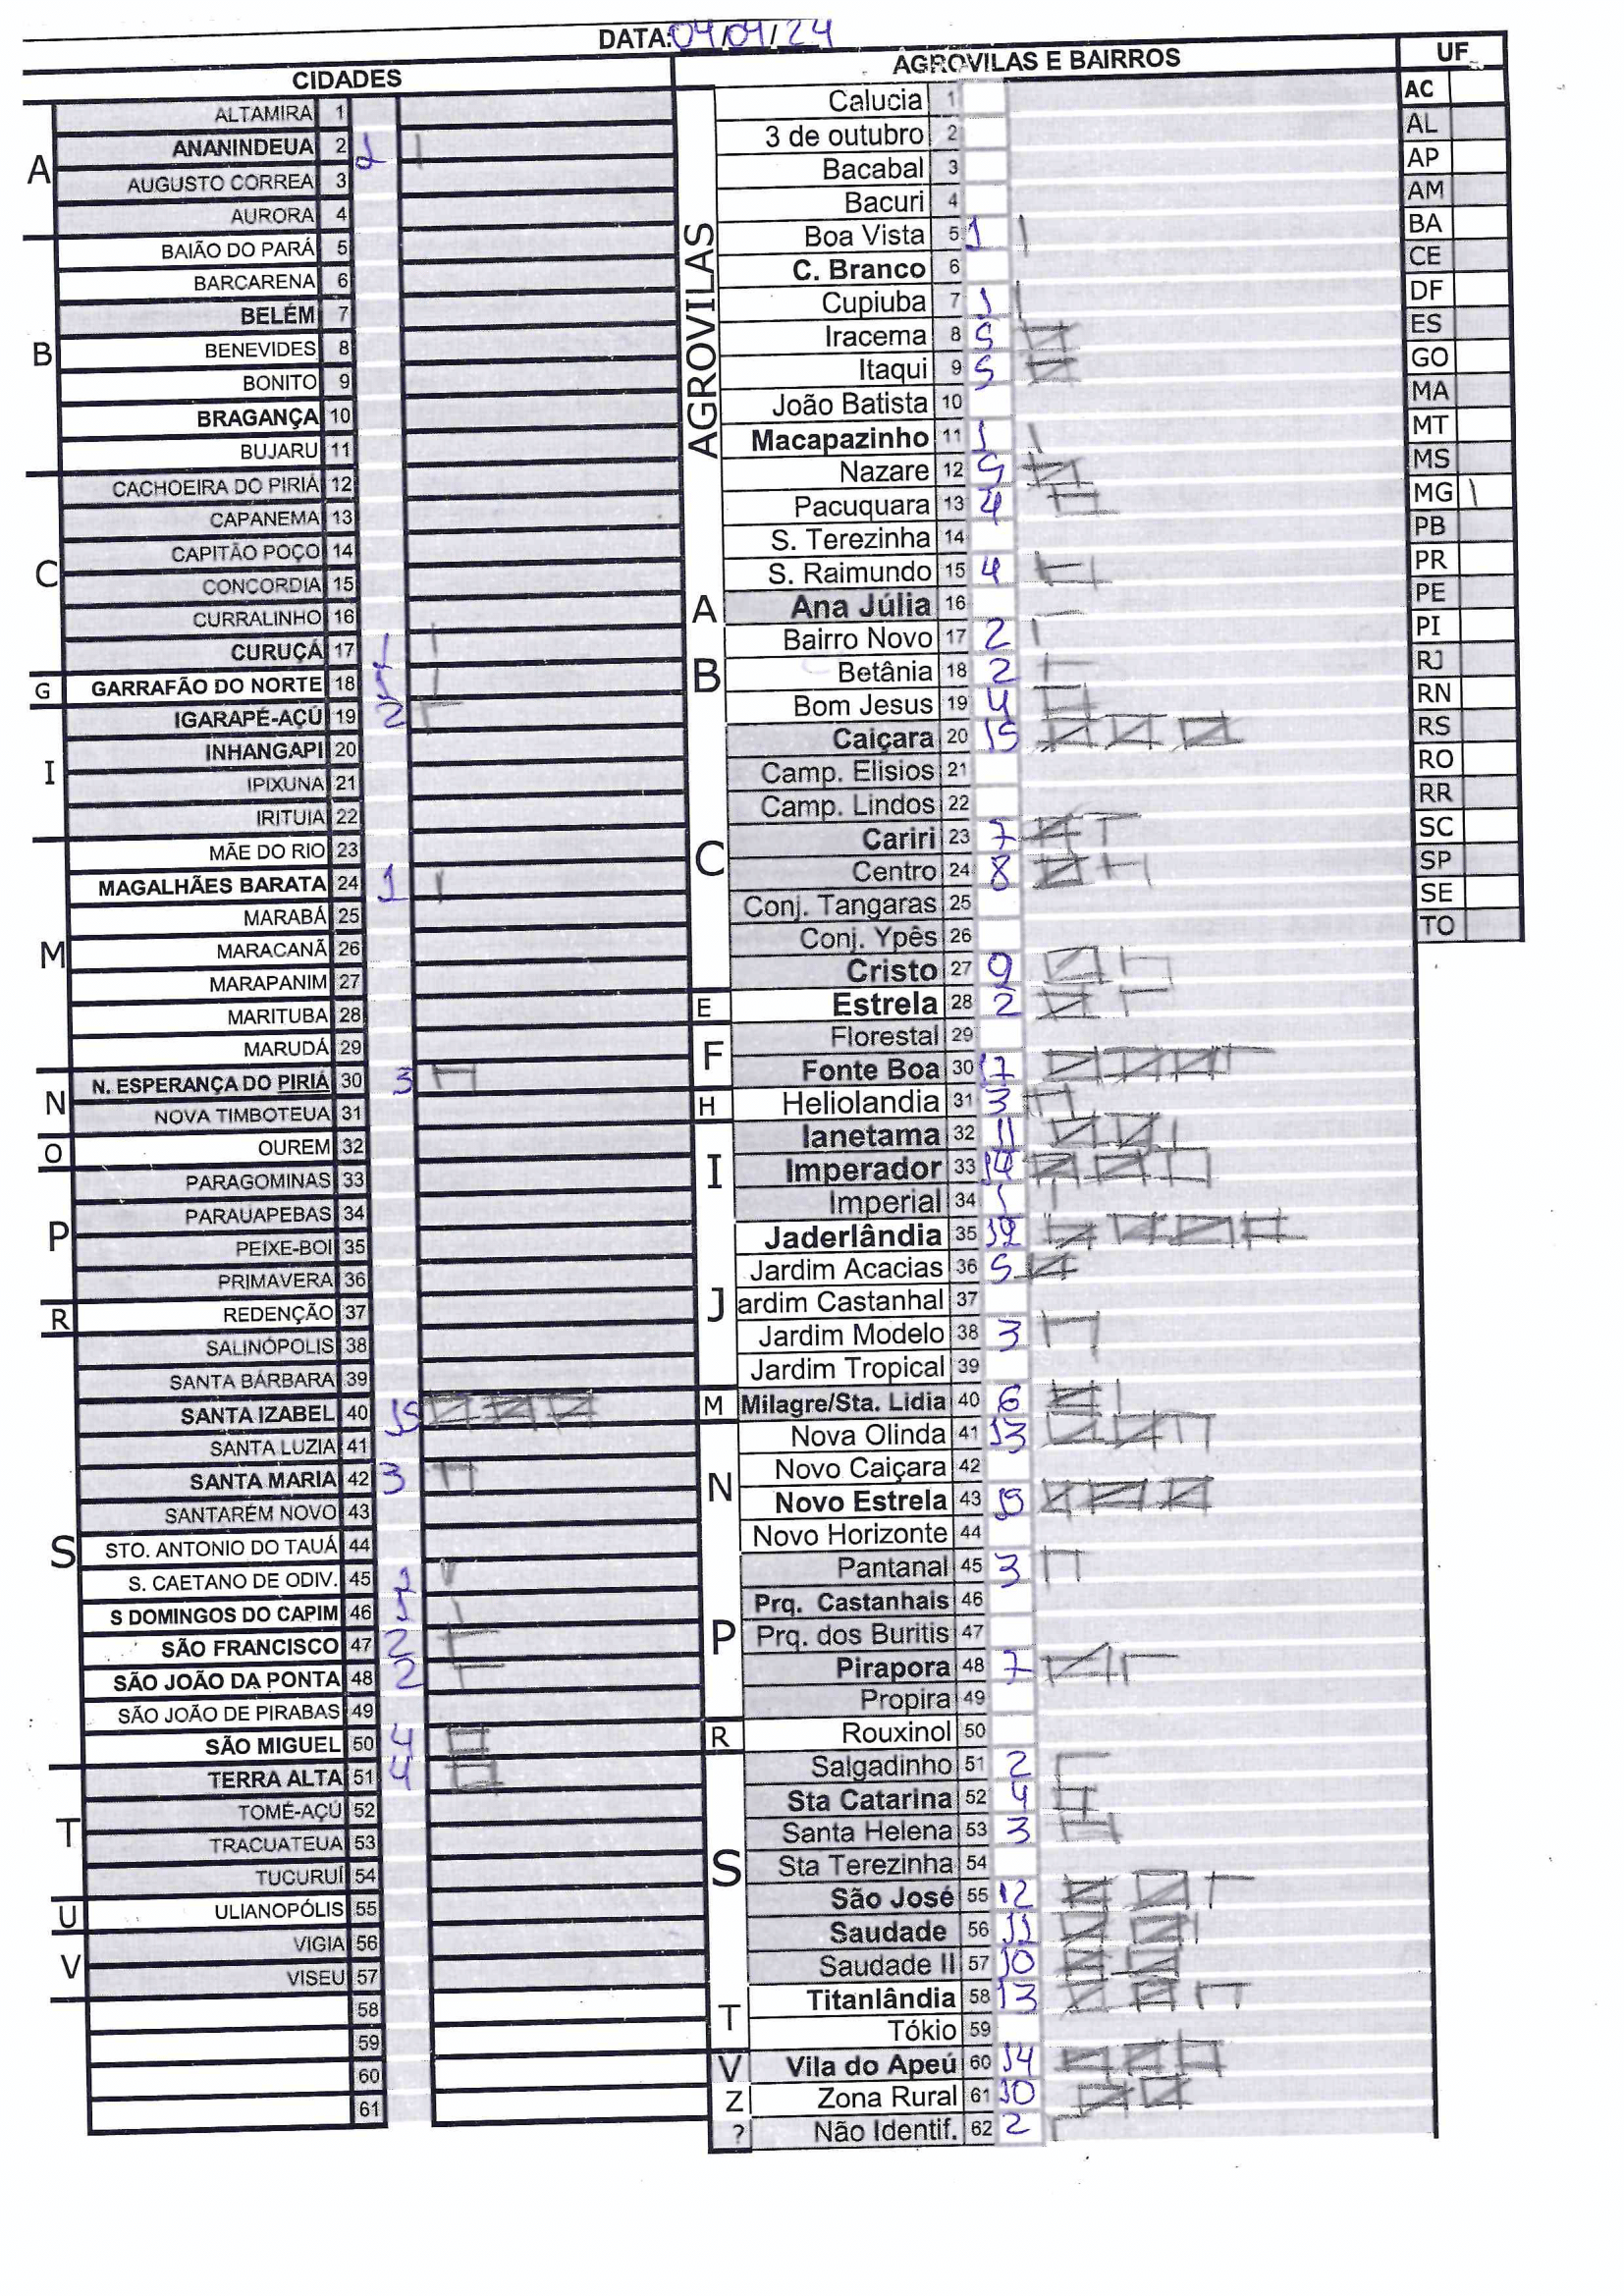 DATA: 04/04/24
CIDADES
A
ALTAMIRA 1
ANANINDEUA 2 1
AUGUSTO CORREA 3
AURORA 4
B
BAIÃO DO PARÁ 5
BARCARENA 6
BELÉM 7
BENEVIDES 8
BONITO 9
BRAGANÇA 10
BUJARU 11
C
CACHOEIRA DO PIRIÁ 12
CAPANEMA 13
CAPITÃO POÇO 14
CONCORDIA 15
CURRALINHO 16
CURUÇÁ 17 1
G
GARRAFÃO DO NORTE 18 1
I
IGARAPÉ-AÇÚ 19 2
INHANGAPI 20
IPIXUNA 21
IRITUIA 22
M
MÃE DO RIO 23
MAGALHÃES BARATA 24 1
MARABÁ 25
MARACANÃ 26
MARAPANIM 27
MARITUBA 28
MARUDÁ 29
N
N. ESPERANÇA DO PIRIÁ 30 3
NOVA TIMBOTEUA 31
O
OUREM 32
P
PARAGOMINAS 33
PARAUAPEBAS 34
PEIXE-BOI 35
PRIMAVERA 36
R
REDENÇÃO 37
S
SALINÓPOLIS 38
SANTA BÁRBARA 39
SANTA IZABEL 40 15
SANTA LUZIA 41
SANTA MARIA 42 3
SANTARÉM NOVO 43
STO. ANTONIO DO TAUÁ 44
S. CAETANO DE ODIV. 45 1
S DOMINGOS DO CAPIM 46 1
SÃO FRANCISCO 47 2
SÃO JOÃO DA PONTA 48 2
SÃO JOÃO DE PIRABAS 49
SÃO MIGUEL 50 4
T
TERRA ALTA 51 4
TOMÉ-AÇÚ 52
TRACUATEUA 53
TUCURUÍ 54
U
ULIANOPÓLIS 55
V
VIGIA 56
VISEU 57
58
59
60
61
AGROVILAS E BAIRROS
AGROVILAS
Calucia 1
3 de outubro 2
Bacabal 3
Bacuri 4
Boa Vista 5 1
C. Branco 6
Cupiuba 7 1
Iracema 8 5
Itaqui 9 5
João Batista 10
Macapazinho 11 1
Nazare 12 5
Pacuquara 13 4
S. Terezinha 14
S. Raimundo 15 4
A
Ana Júlia 16
B
Bairro Novo 17 2
Betânia 18 2
Bom Jesus 19 4
C
Caiçara 20 15
Camp. Elisios 21
Camp. Lindos 22
Cariri 23 7
Centro 24 8
Conj. Tangaras 25
Conj. Ypês 26
Cristo 27 9
E
Estrela 28 2
F
Florestal 29
Fonte Boa 30 17
H
Heliolandia 31 3
I
Ianetama 32 11
Imperador 33 14
Imperial 34 1
J
Jaderlândia 35 19
Jardim Acacias 36 5
ardim Castanhal 37
Jardim Modelo 38 3
Jardim Tropical 39
M
Milagre/Sta. Lidia 40 6
N
Nova Olinda 41 13
Novo Caiçara 42
Novo Estrela 43 15
Novo Horizonte 44
P
Pantanal 45 3
Prq. Castanhais 46
Prq. dos Buritis 47
Pirapora 48 7
Propira 49
R
Rouxinol 50
S
Salgadinho 51 2
Sta Catarina 52 4
Santa Helena 53 3
Sta Terezinha 54
São José 55 12
Saudade 56 11
Saudade II 57 10
T
Titanlândia 58 13
Tókio 59
V
Vila do Apeú 60 14
Z
Zona Rural 61 10
?
Não Identif. 62 2
UF
AC
AL
AP
AM
BA
CE
DF
ES
GO
MA
MT
MS
MG 1
PB
PR
PE
PI
RJ
RN
RS
RO
RR
SC
SP
SE
TO